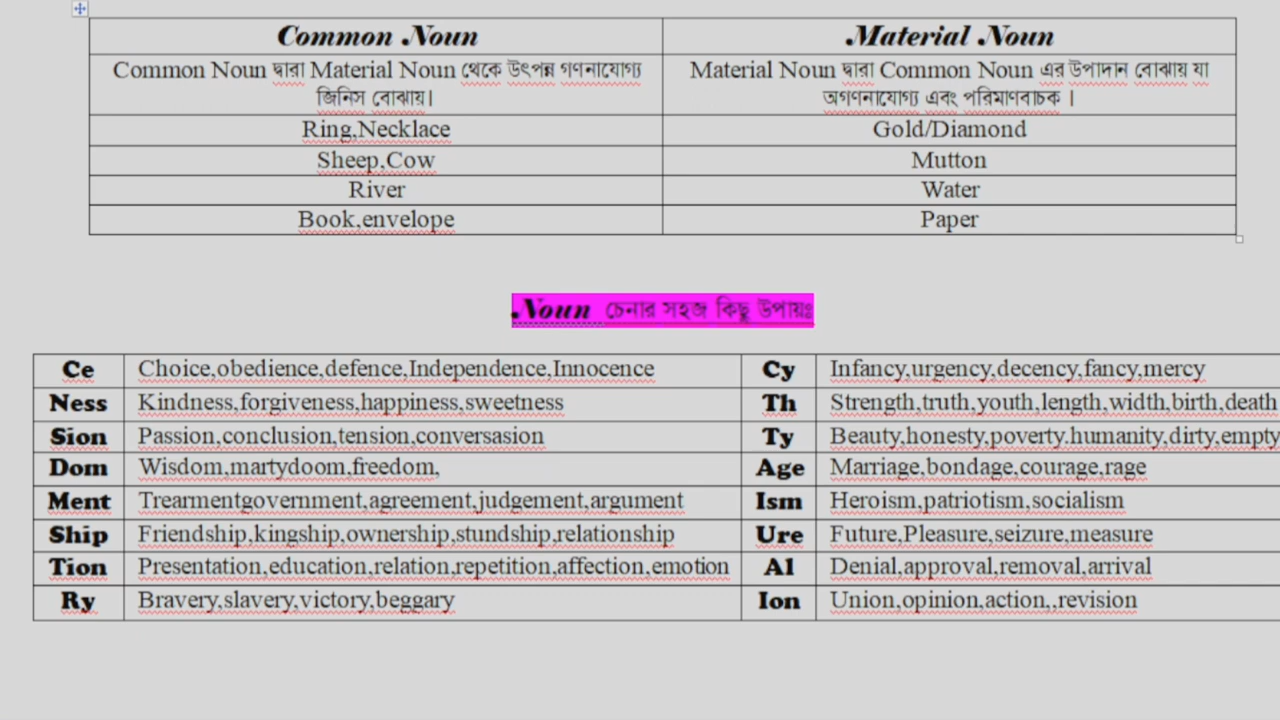 Common Noun Material Noun
Common Noun দ্বারা Material Noun থেকে উৎপন্ন গণনাযোগ্য জিনিস বোঝায়। Material Noun দ্বারা Common Noun এর উপাদান বোঝায় যা অগণনাযোগ্য এবং পরিমাণবাচক ।
Ring,Necklace Gold/Diamond
Sheep,Cow Mutton
River Water
Book,envelope Paper
Noun চেনার সহজ কিছু উপায়ঃ
Ce Choice,obedience,defence,Independence,Innocence Cy Infancy,urgency,decency,fancy,mercy
Ness Kindness,forgiveness,happiness,sweetness Th Strength,truth,youth,length,width,birth,death
Sion Passion,conclusion,tension,conversasion Ty Beauty,honesty,poverty.humanity,dirty,empty
Dom Wisdom,martydoom,freedom, Age Marriage,bondage,courage,rage
Ment Trearmentgovernment,agreement,judgement,argument Ism Heroism,patriotism,socialism
Ship Friendship,kingship,ownership,stundship,relationship Ure Future,Pleasure,seizure,measure
Tion Presentation,education,relation,repetition,affection,emotion Al Denial,approval,removal,arrival
Ry Bravery,slavery,victory,beggary Ion Union,opinion,action,,revision